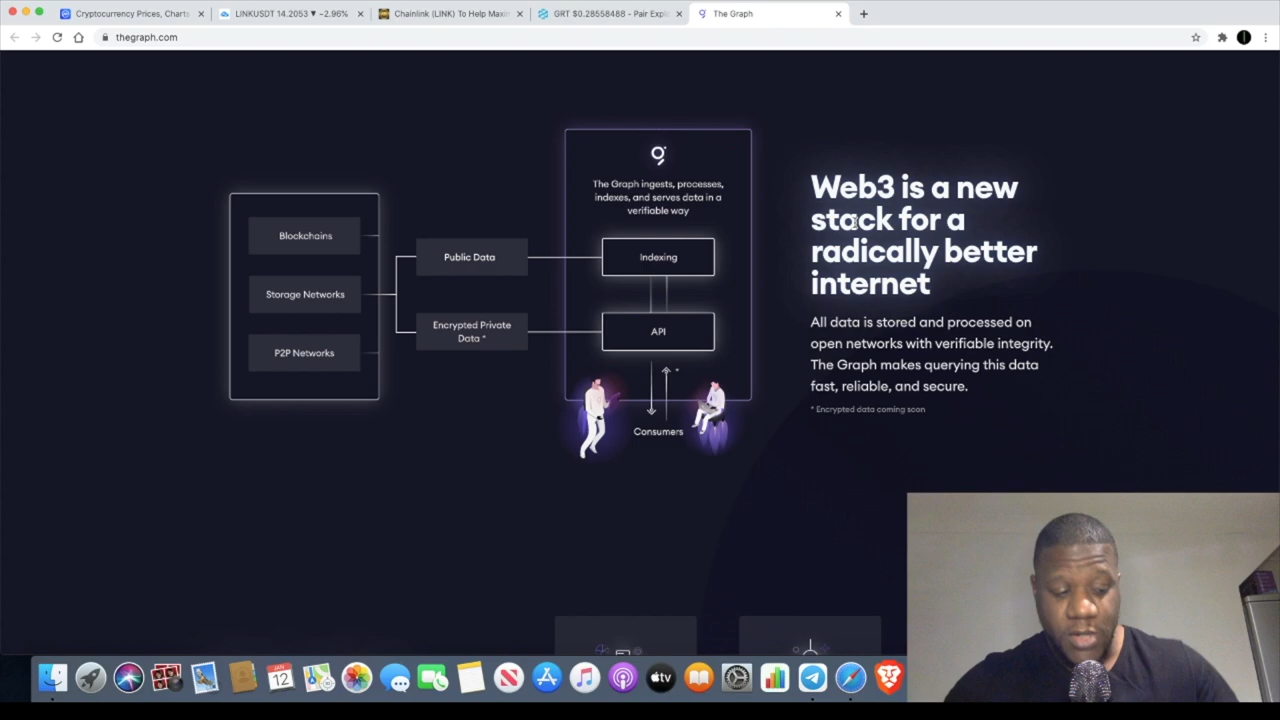 Cryptocurrency Prices, Charts
LINKUSDT 14.2053 ▼ −2.96%
Chainlink (LINK) To Help Maxim
GRT $0.28558488 - Pair Explo
The Graph
thegraph.com
The Graph ingests, processes,
indexes, and serves data in a
verifiable way
Blockchains
Storage Networks
P2P Networks
Public Data
Encrypted Private
Data *
Indexing
API
*
Consumers
Web3 is a new
stack for a
radically better
internet
All data is stored and processed on
open networks with verifiable integrity.
The Graph makes querying this data
fast, reliable, and secure.
* Encrypted data coming soon
JAN
12
tv